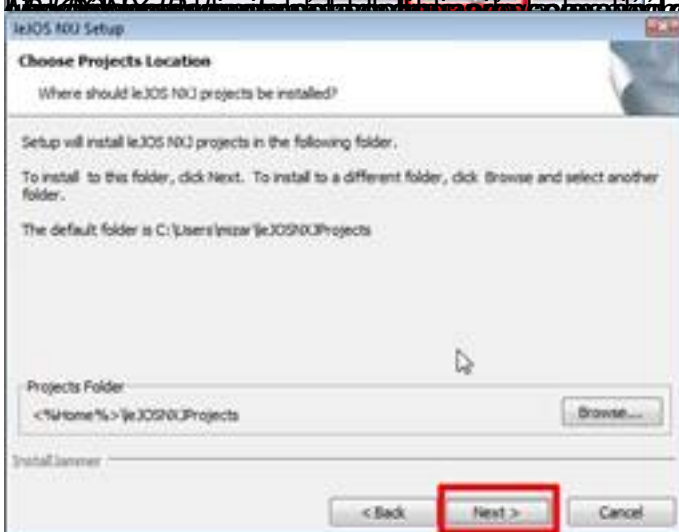 leJOS NXJ Setup
Choose Projects Location
Where should leJOS NXJ projects be installed?
Setup will install leJOS NXJ projects in the following folder.
To install to this folder, click Next. To install to a different folder, click Browse and select another
folder.
The default folder is C:\Users\mizar\leJOSNXJProjects
Projects Folder
<%Home%>\leJOSNXJProjects
Browse...
InstallJammer
< Back
Next >
Cancel